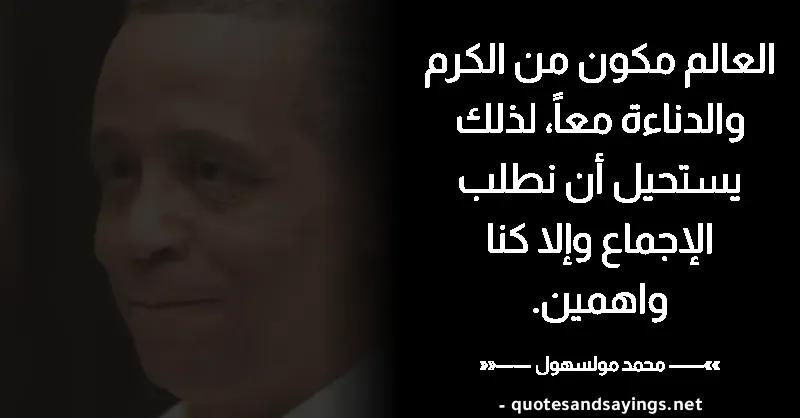 العالم مكون من الكرم
والدناءة معاً، لذلك
يستحيل أن نطلب
الإجماع وإلا كنا
واهمين.
»»—— محمد مولسهول ——««
- quotesandsayings.net